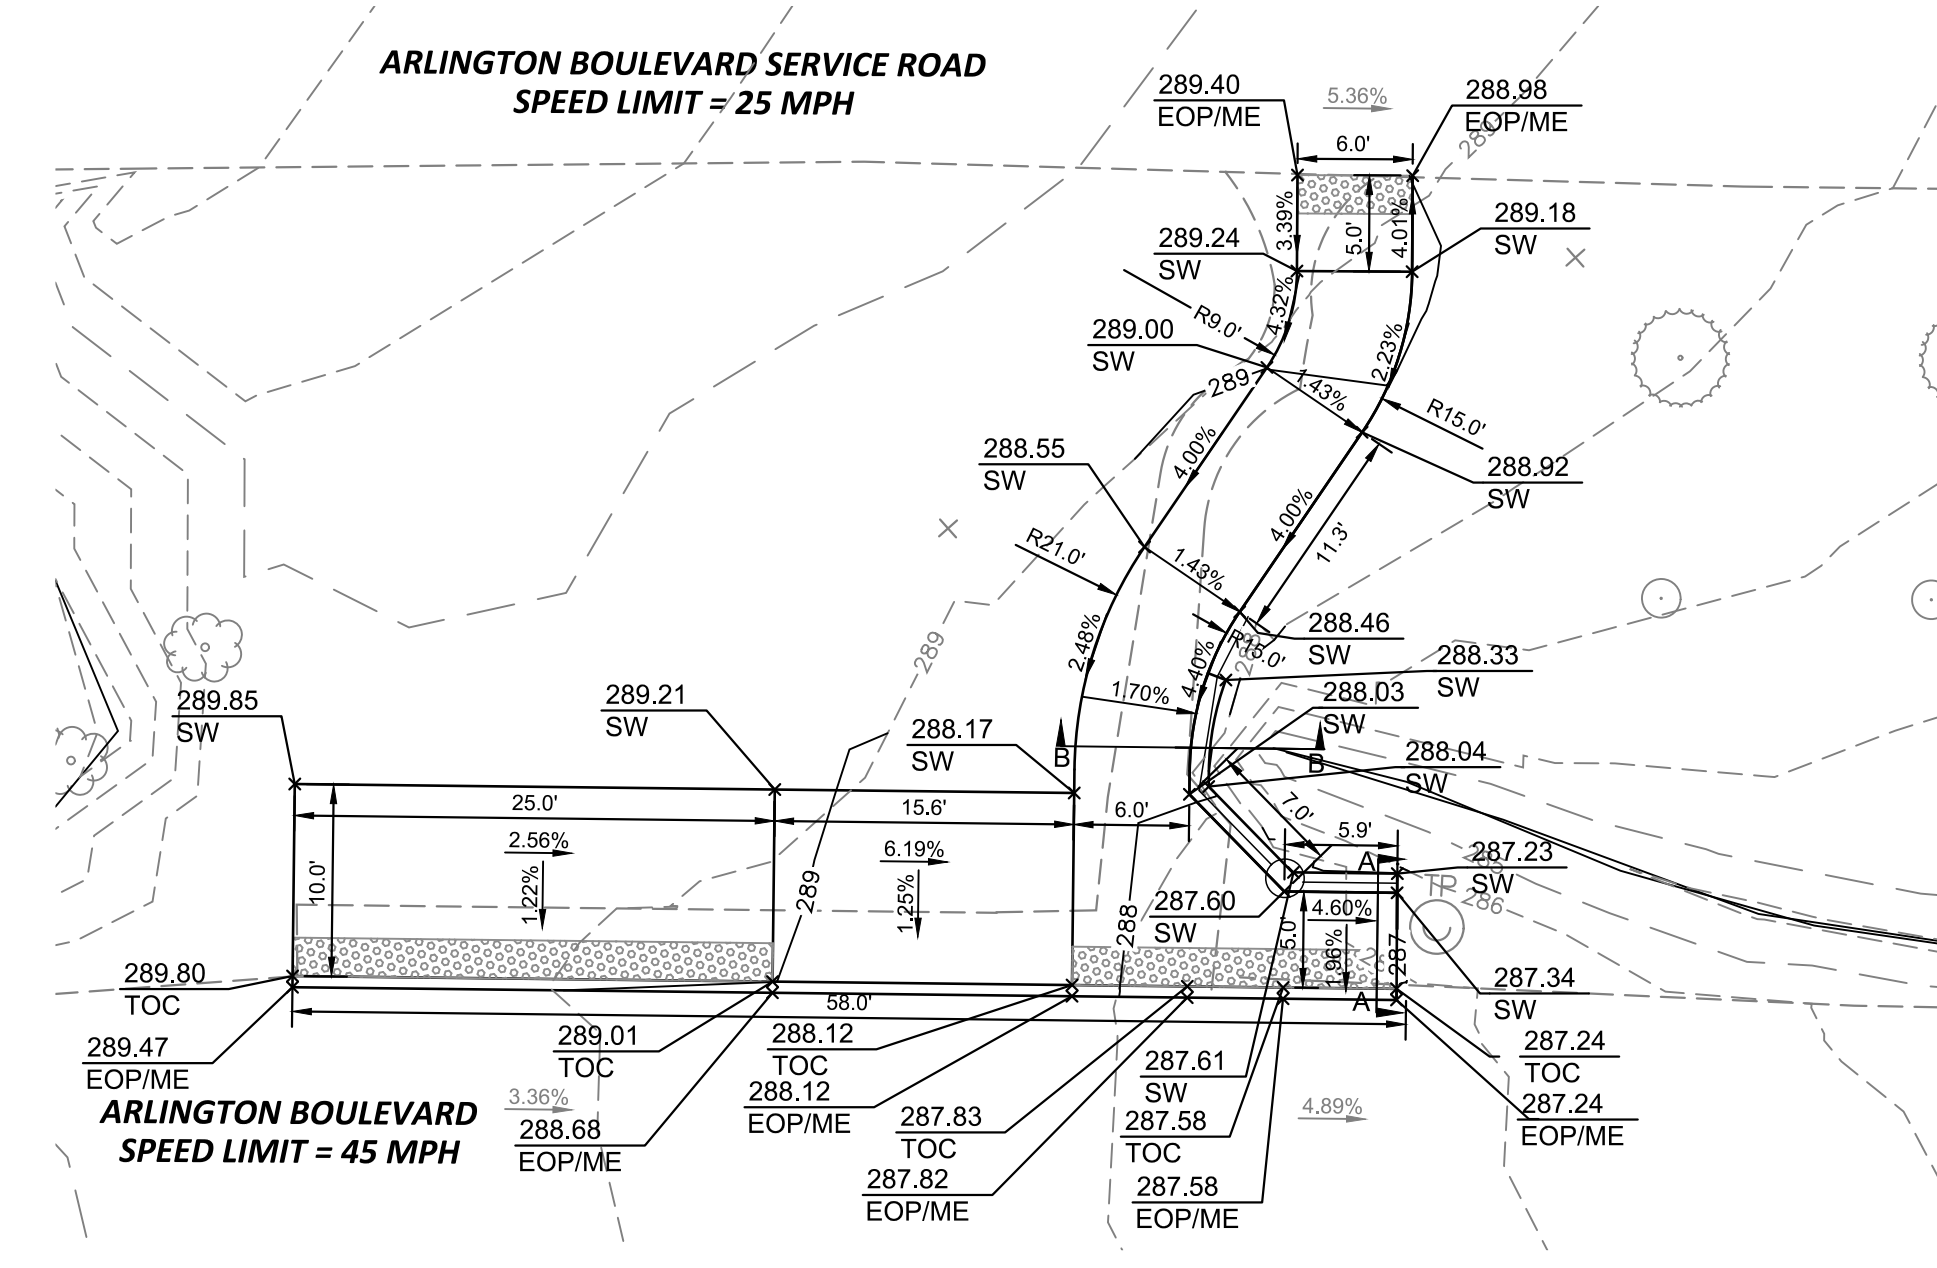 ARLINGTON BOULEVARD SERVICE ROAD
SPEED LIMIT = 25 MPH
289.40
EOP/ME
5.36%
288.98
EOP/ME
289
6.0'
3.39%
5.0'
4.01%
289.24
SW
289.18
SW
R9.0'
4.32%
289.00
SW
2.23%
289
1.43%
R15.0'
288.55
SW
4.00%
288.92
SW
4.00%
11.3'
R21.0'
1.43%
288.46
SW
R15.0'
288
288.33
SW
2.48%
4.40%
289
1.70%
288.03
SW
289.85
SW
289.21
SW
288.17
SW
B
B
288.04
SW
25.0'
15.6'
6.0'
7.0'
5.9'
2.56%
6.19%
A
287.23
SW
10.0'
1.22%
289
1.25%
288
287.60
SW
5.0'
4.60%
1.96%
287
TP
286
289.80
TOC
58.0'
A
287.34
SW
289.47
EOP/ME
289.01
TOC
288.12
TOC
287.61
SW
287.24
TOC
3.36%
288.12
EOP/ME
4.89%
287.24
EOP/ME
ARLINGTON BOULEVARD
SPEED LIMIT = 45 MPH
288.68
EOP/ME
287.83
TOC
287.58
TOC
287.82
EOP/ME
287.58
EOP/ME